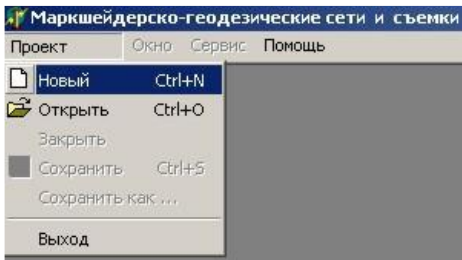 Маркшейдерско-геодезические сети и съемки
Проект Окно Сервис Помощь
Новый Ctrl+N
Открыть Ctrl+O
Закрыть
Сохранить Ctrl+S
Сохранить как ...
Выход